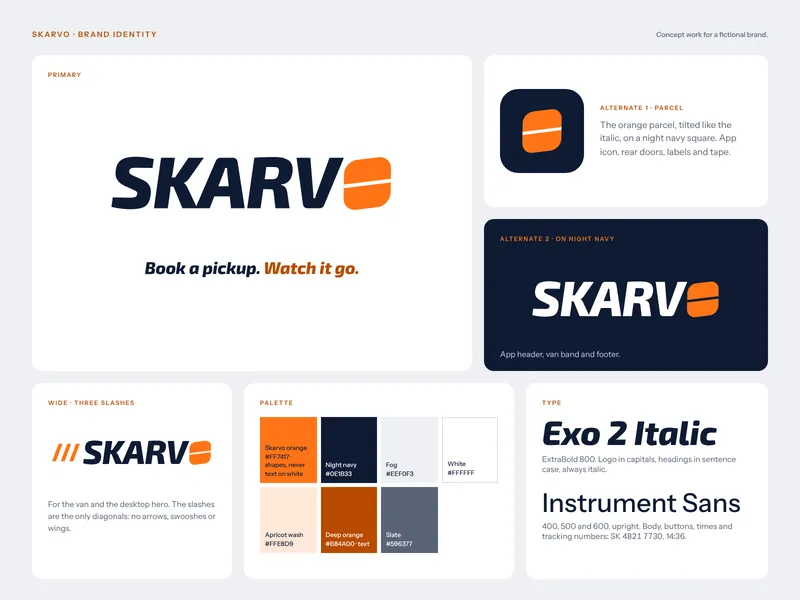 SKARVO · BRAND IDENTITY
Concept work for a fictional brand.
PRIMARY
SKARVO
Book a pickup. Watch it go.
ALTERNATE 1 · PARCEL
The orange parcel, tilted like the
italic, on a night navy square. App
icon, rear doors, labels and tape.
ALTERNATE 2 · ON NIGHT NAVY
SKARVO
App header, van band and footer.
WIDE · THREE SLASHES
///SKARVO
For the van and the desktop hero. The slashes
are the only diagonals: no arrows, swooshes or
wings.
PALETTE
Skarvo orange
#FF7417 ·
shapes, never
text on white
Night navy
#0E1B33
Fog
#EEF0F3
White
#FFFFFF
Apricot wash
#FFE8D9
Deep orange
#B84A00 · text
Slate
#596377
TYPE
Exo 2 Italic
ExtraBold 800. Logo in capitals, headings in sentence
case, always italic.
Instrument Sans
400, 500 and 600, upright. Body, buttons, times and
tracking numbers: SK 4821 7730, 14:36.